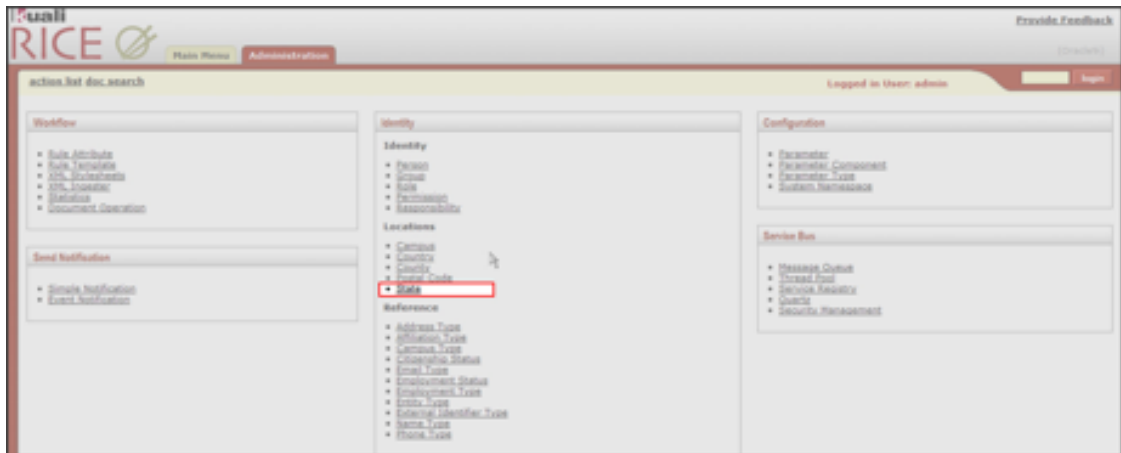 kuali
RICE
Provide Feedback
Main Menu
Administration
action list doc search
Logged in User: admin
login
Workflow
Rule Attribute
Rule Template
XML Stylesheets
XML Ingester
Statistics
Document Operation
Send Notification
Simple Notification
Event Notification
Identity
Identity
Person
Group
Role
Permission
Responsibility
Locations
Campus
Country
County
Postal Code
State
Reference
Address Type
Affiliation Type
Campus Type
Citizenship Status
Email Type
Employment Status
Employment Type
Entity Type
External Identifier Type
Name Type
Phone Type
Configuration
Parameter
Parameter Component
Parameter Type
System Namespace
Service Bus
Message Queue
Thread Pool
Service Registry
Quartz
Security Management